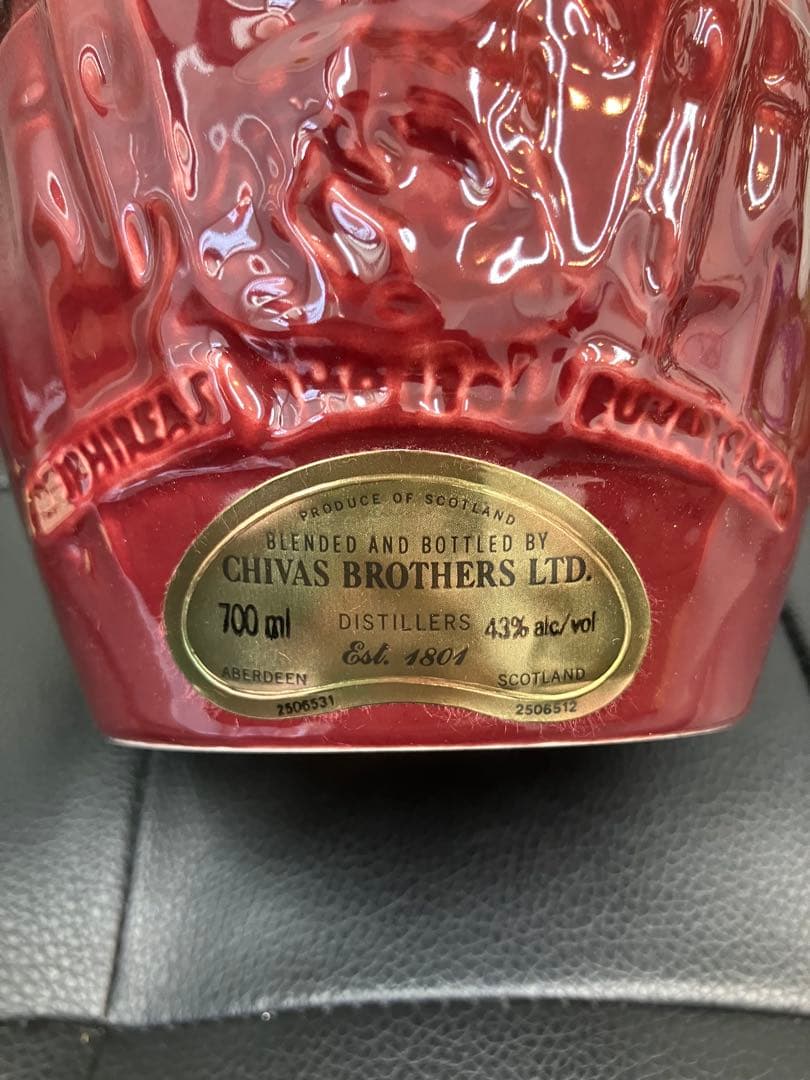 PRODUCE OF SCOTLAND
BLENDED AND BOTTLED BY
CHIVAS BROTHERS LTD.
700 ml DISTILLERS 43% alc/vol
Est. 1801
ABERDEEN SCOTLAND
2506531 2506512